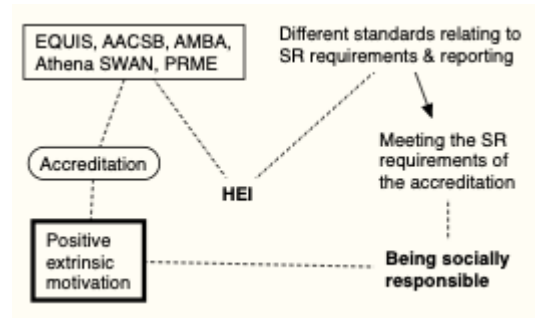 EQUIS, AACSB, AMBA,
Athena SWAN, PRME
Different standards relating to
SR requirements & reporting
Accreditation
HEI
Meeting the SR
requirements of
the accreditation
Positive
extrinsic
motivation
Being socially
responsible